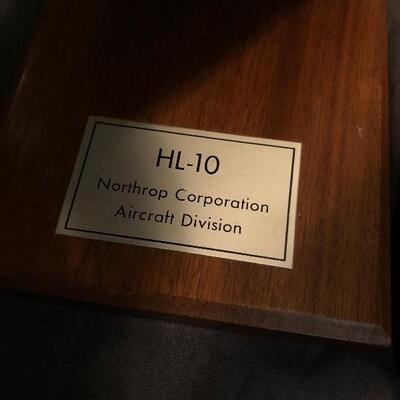 HL-10
Northrop Corporation
Aircraft Division